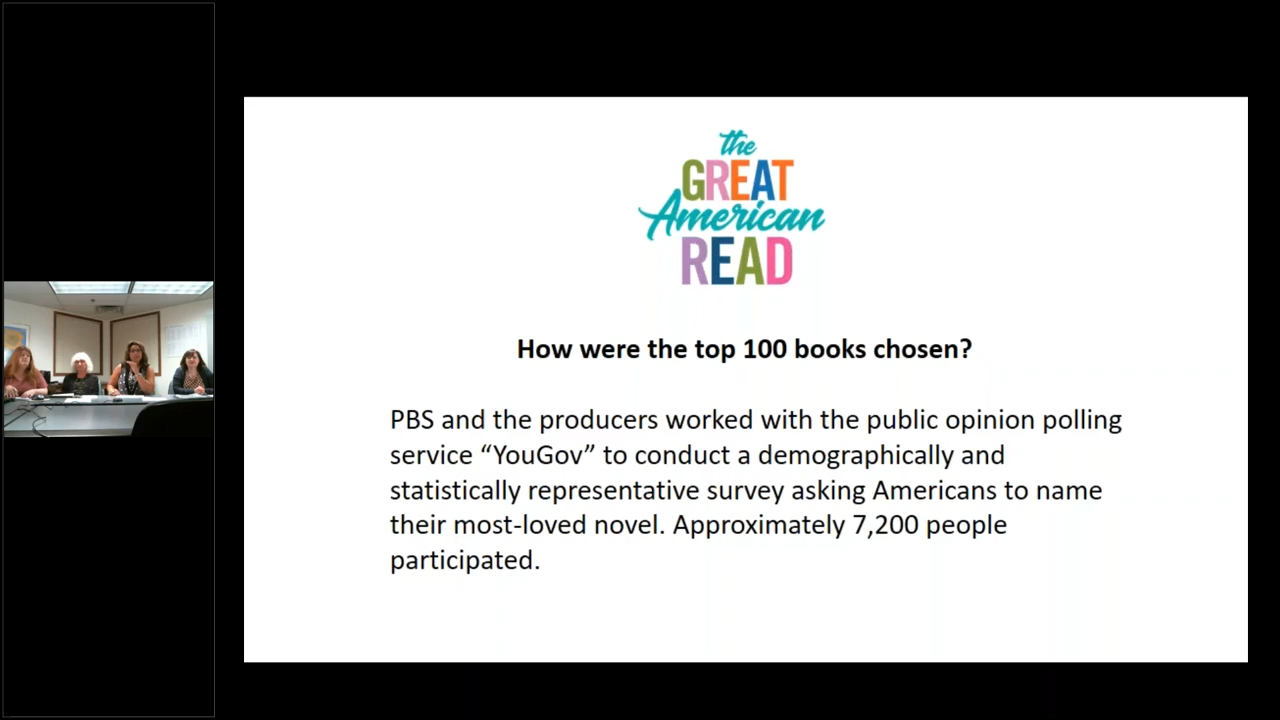 the
GREAT
American
READ
How were the top 100 books chosen?
PBS and the producers worked with the public opinion polling
service “YouGov” to conduct a demographically and
statistically representative survey asking Americans to name
their most-loved novel. Approximately 7,200 people
participated.